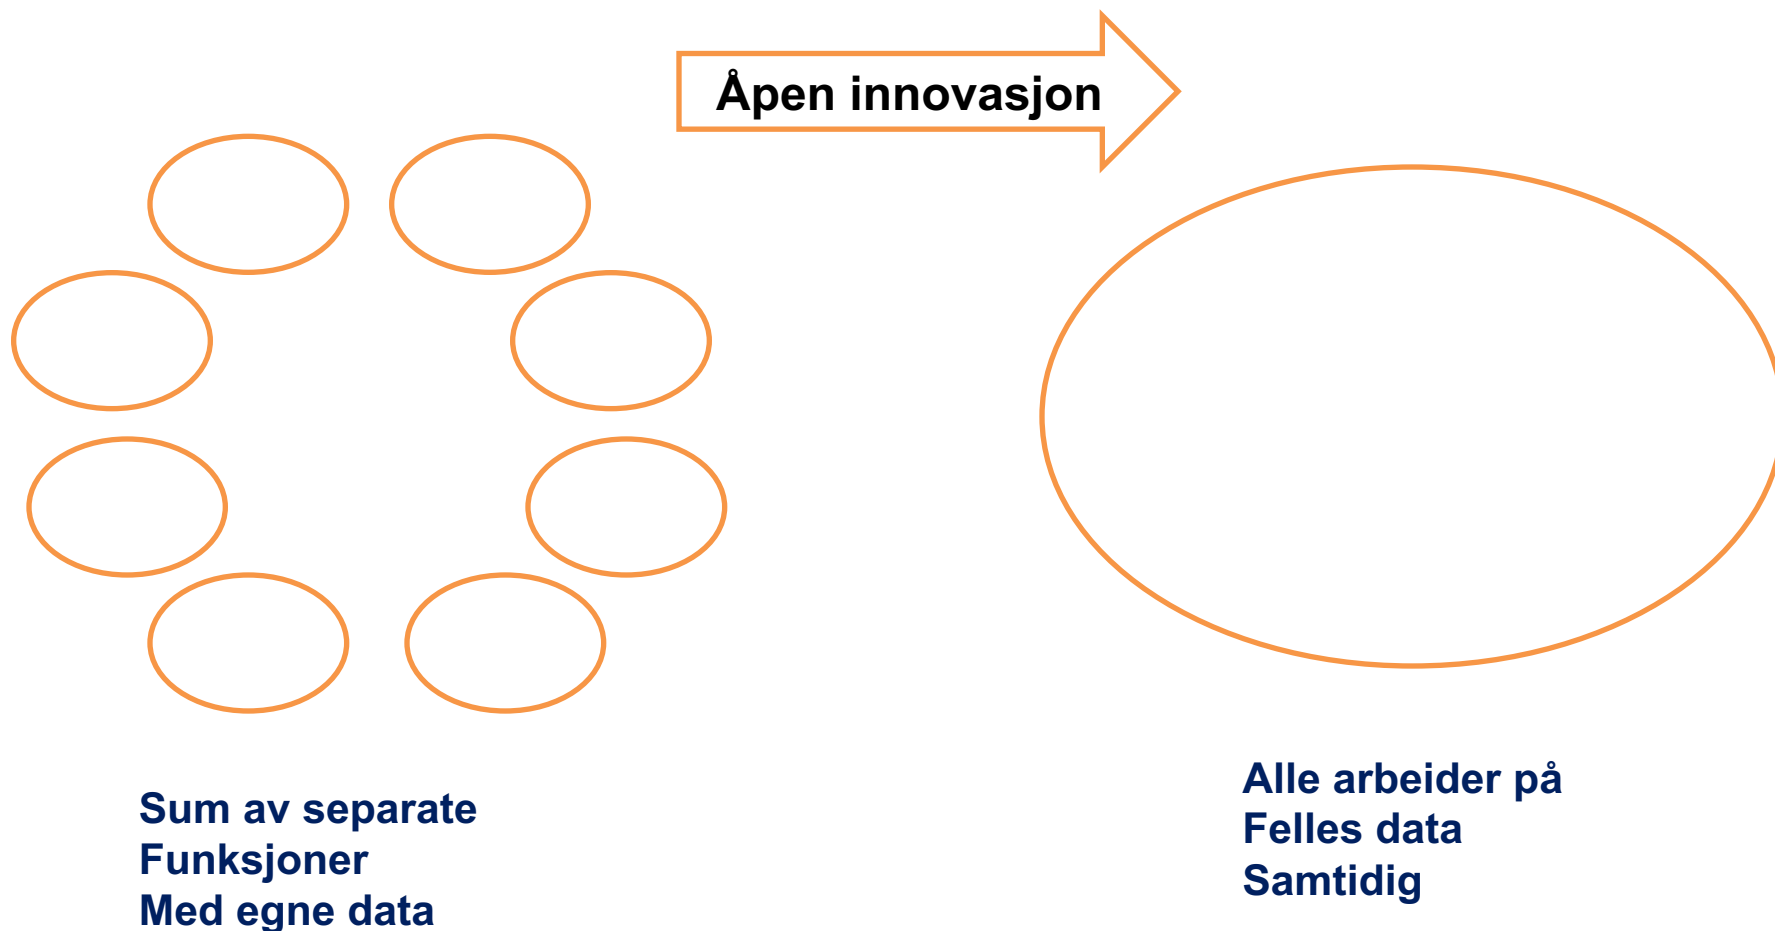 Åpen innovasjon
Sum av separate
Funksjoner
Med egne data
Alle arbeider på
Felles data
Samtidig